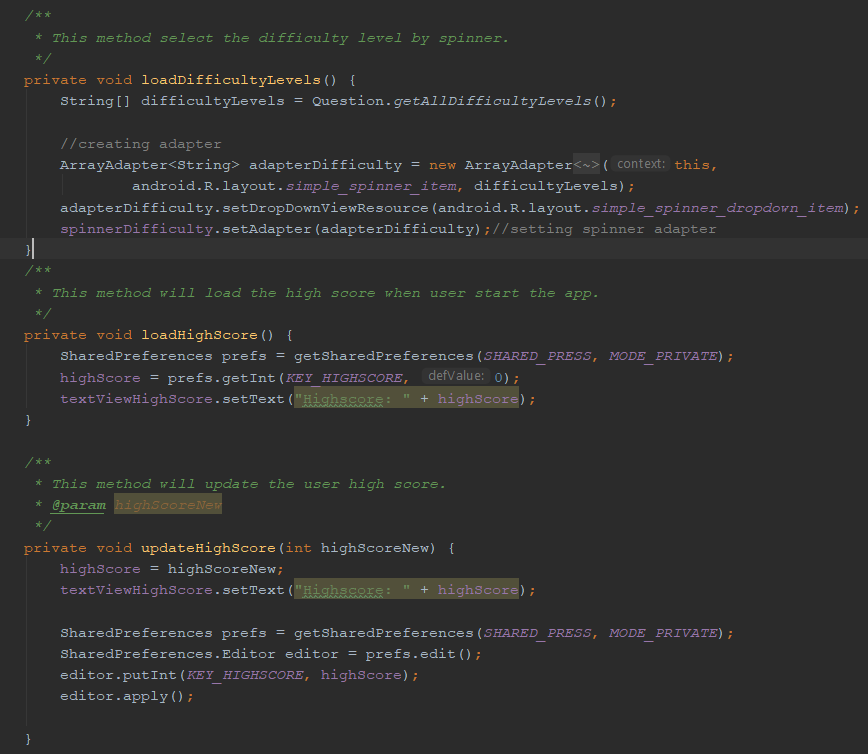 /**
 * This method select the difficulty level by spinner.
 */
private void loadDifficultyLevels() {
    String[] difficultyLevels = Question.getAllDifficultyLevels();

    //creating adapter
    ArrayAdapter<String> adapterDifficulty = new ArrayAdapter<~>( context: this,
            android.R.layout.simple_spinner_item, difficultyLevels);
    adapterDifficulty.setDropDownViewResource(android.R.layout.simple_spinner_dropdown_item);
    spinnerDifficulty.setAdapter(adapterDifficulty);//setting spinner adapter
}
/**
 * This method will load the high score when user start the app.
 */
private void loadHighScore() {
    SharedPreferences prefs = getSharedPreferences(SHARED_PRESS, MODE_PRIVATE);
    highScore = prefs.getInt(KEY_HIGHSCORE, defValue: 0);
    textViewHighScore.setText("Highscore: " + highScore);
}

/**
 * This method will update the user high score.
 * @param highScoreNew
 */
private void updateHighScore(int highScoreNew) {
    highScore = highScoreNew;
    textViewHighScore.setText("Highscore: " + highScore);

    SharedPreferences prefs = getSharedPreferences(SHARED_PRESS, MODE_PRIVATE);
    SharedPreferences.Editor editor = prefs.edit();
    editor.putInt(KEY_HIGHSCORE, highScore);
    editor.apply();

}